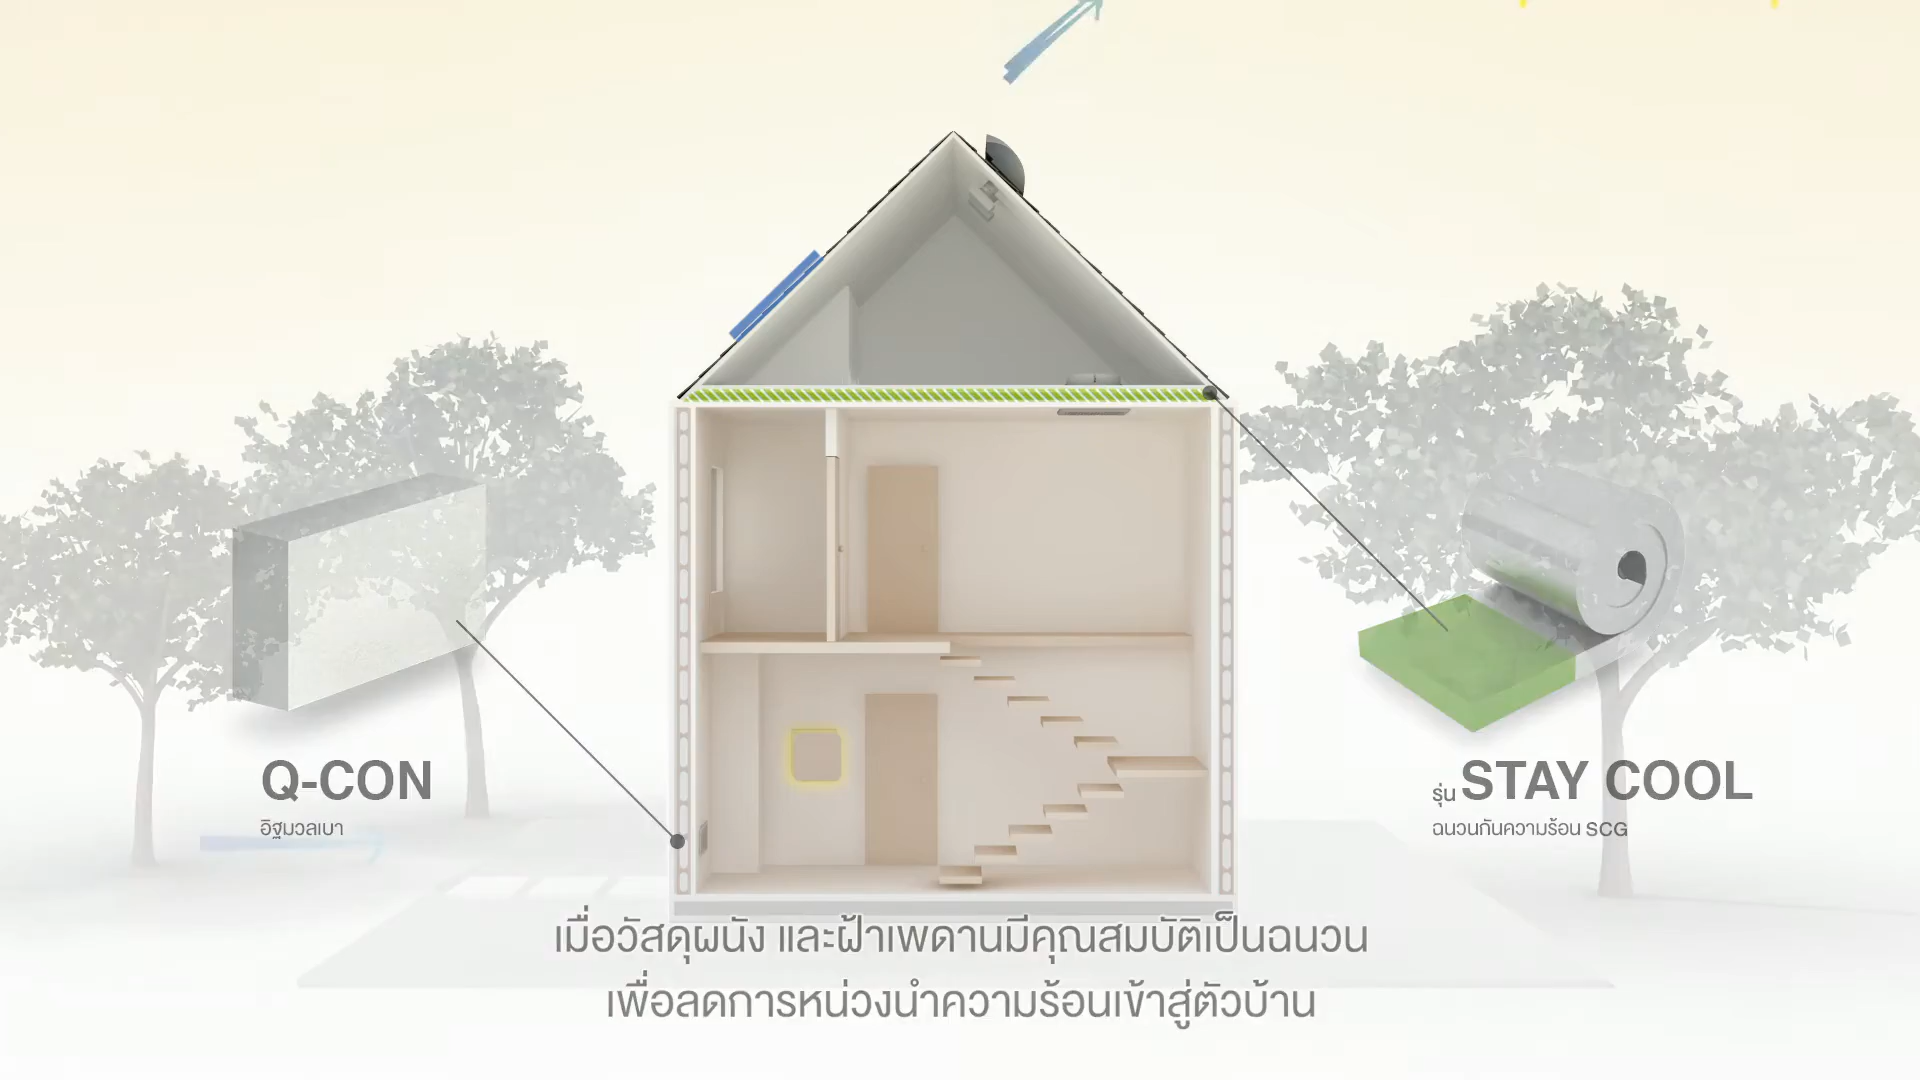 Q-CON
อิฐมวลเบา
รุ่น STAY COOL
ฉนวนกันความร้อน SCG
เมื่อวัสดุผนัง และฝ้าเพดานมีคุณสมบัติเป็นฉนวน
เพื่อลดการหน่วงนำความร้อนเข้าสู่ตัวบ้าน